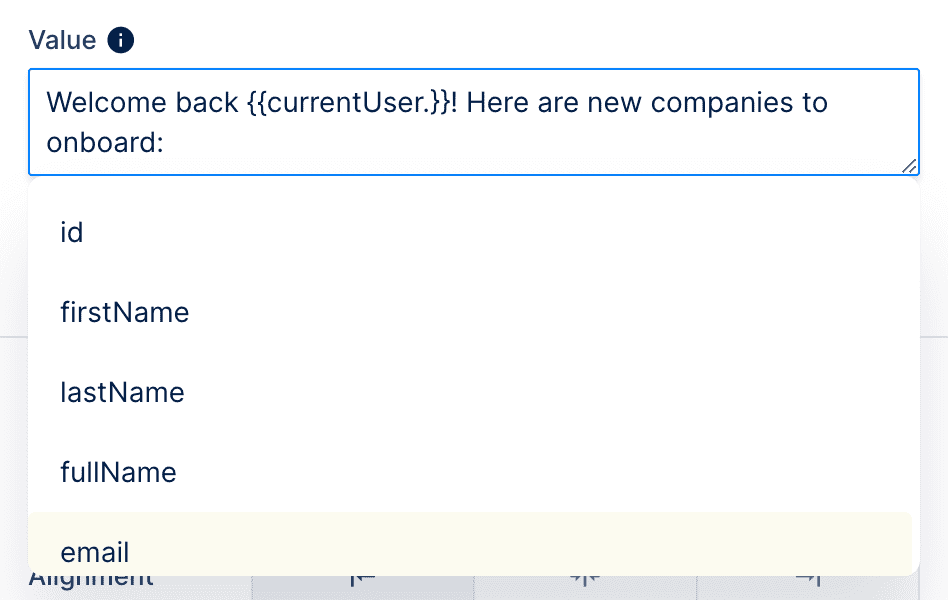 Value
Welcome back {{currentUser.}}! Here are new companies to
onboard:
id
firstName
lastName
fullName
email
Alignment